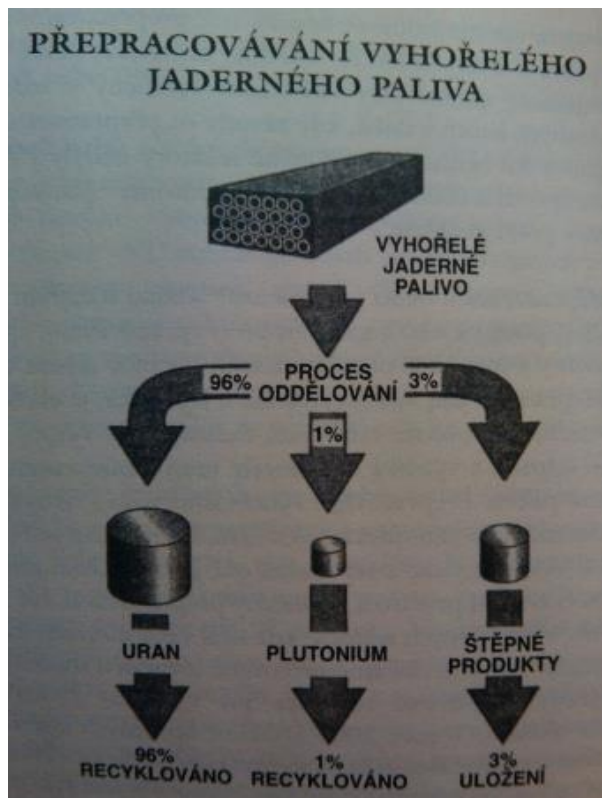 PŘEPRACOVÁVÁNÍ VYHOŘELÉHO
JADERNÉHO PALIVA
VYHOŘELÉ
JADERNÉ
PALIVO
96%
PROCES
ODDĚLOVÁNÍ
3%
1%
URAN
PLUTONIUM
ŠTĚPNÉ
PRODUKTY
96%
RECYKLOVÁNO
1%
RECYKLOVÁNO
3%
ULOŽENÍ